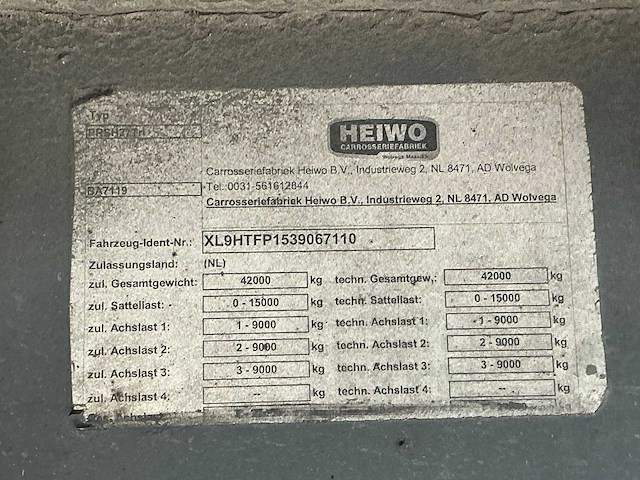 Typ
HEIWO
CARROSSERIEFABRIEK
Carrosseriefabriek Heiwo B.V., Industrieweg 2, NL 8471, AD Wolvega
BA7119
Tel.:0031-561612844
Carrosseriefabriek Heiwo B.V., Industrieweg 2, NL 8471, AD Wolvega
Fahrzeug-Ident-Nr.: XL9HTFP1539067110
Zulassungsland: (NL)
zul. Gesamtgewicht: 42000 kg techn. Gesamtgew.: 42000 kg
zul. Sattellast: 0 - 15000 kg techn. Sattellast: 0 - 15000 kg
zul. Achslast 1: 1 - 9000 kg techn. Achslast 1: 1 - 9000 kg
zul. Achslast 2: 2 - 9000 kg techn. Achslast 2: 2 - 9000 kg
zul. Achslast 3: 3 - 9000 kg techn. Achslast 3: 3 - 9000 kg
zul. Achslast 4: -- kg techn. Achslast 4: -- kg